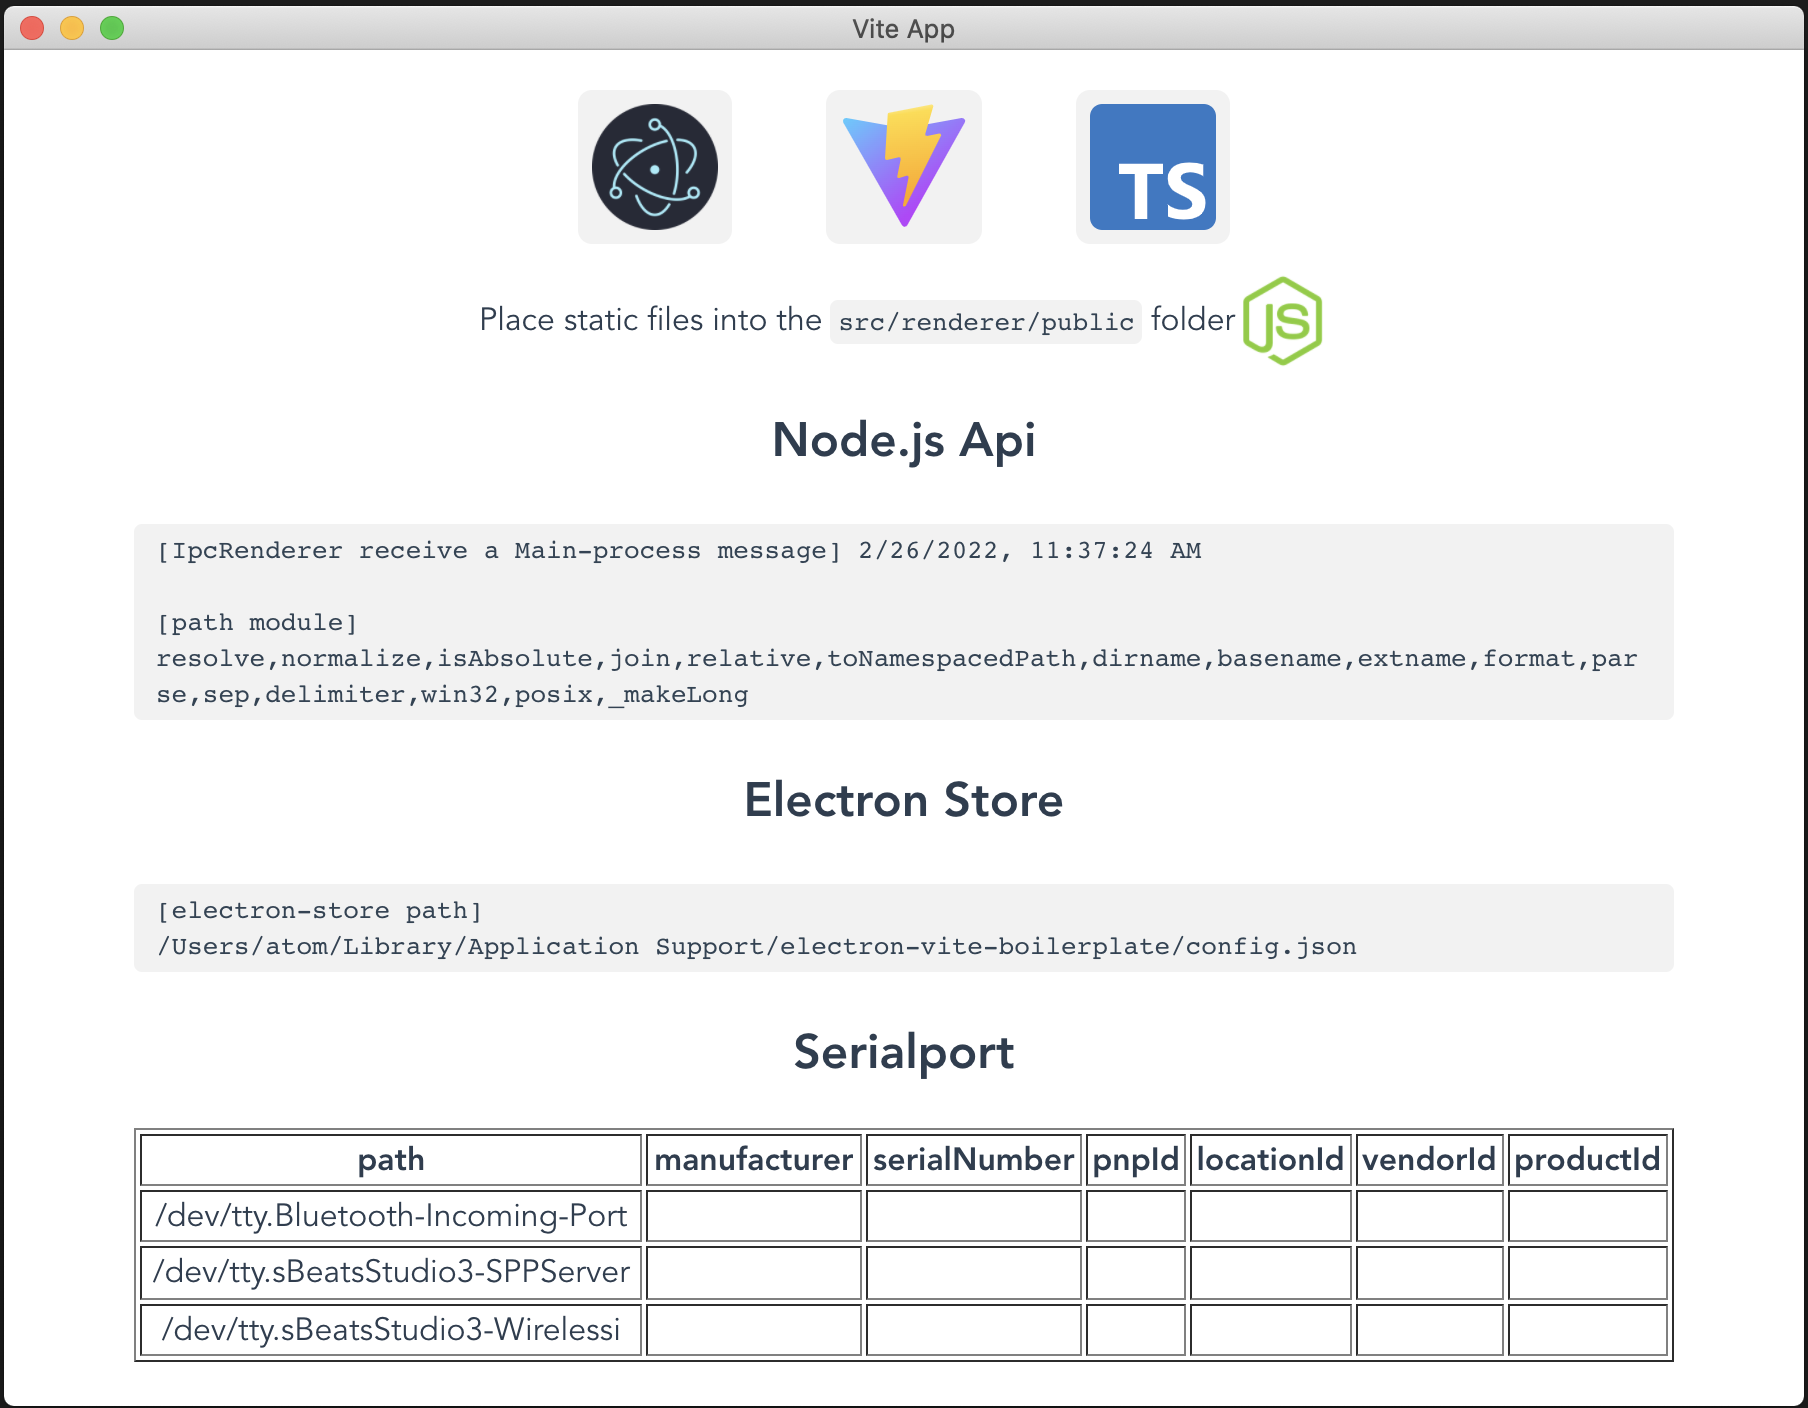 Vite App
TS
Place static files into the src/renderer/public folder JS
Node.js Api
[IpcRenderer receive a Main-process message] 2/26/2022, 11:37:24 AM
[path module]
resolve,normalize,isAbsolute,join,relative,toNamespacedPath,dirname,basename,extname,format,par
se,sep,delimiter,win32,posix,_makeLong
Electron Store
[electron-store path]
/Users/atom/Library/Application Support/electron-vite-boilerplate/config.json
Serialport
path manufacturer serialNumber pnpId locationId vendorId productId
/dev/tty.Bluetooth-Incoming-Port
/dev/tty.sBeatsStudio3-SPPServer
/dev/tty.sBeatsStudio3-Wirelessi